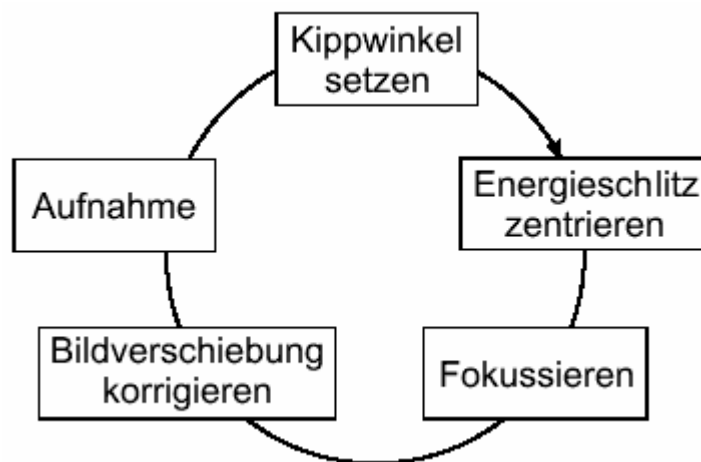 Kippwinkel
setzen
Energieschlitz
zentrieren
Fokussieren
Bildverschiebung
korrigieren
Aufnahme